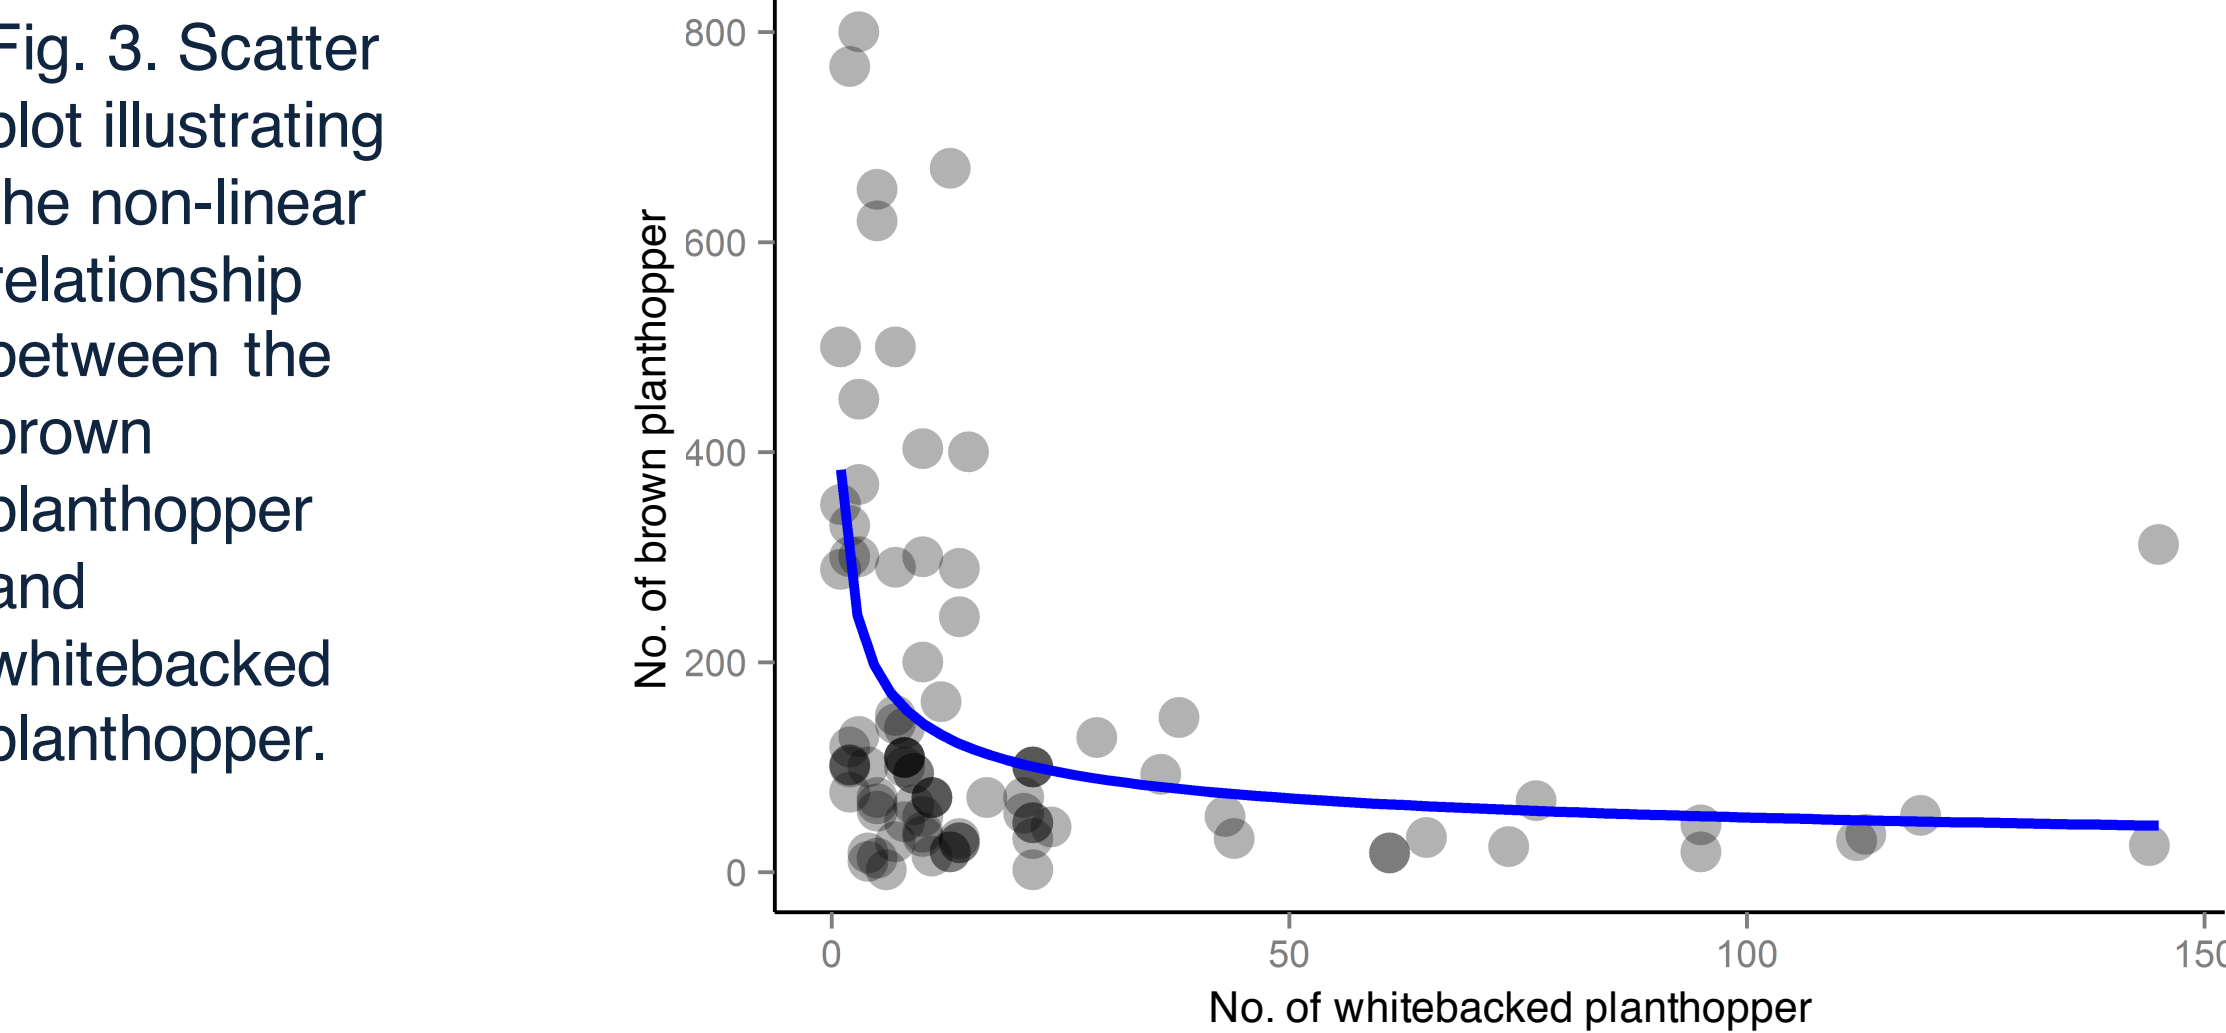 Fig. 3. Scatter
plot illustrating
the non-linear
relationship
between the
brown
planthopper
and
whitebacked
planthopper.
No. of brown planthopper
800
600
400
200
0
0 50 100 150
No. of whitebacked planthopper